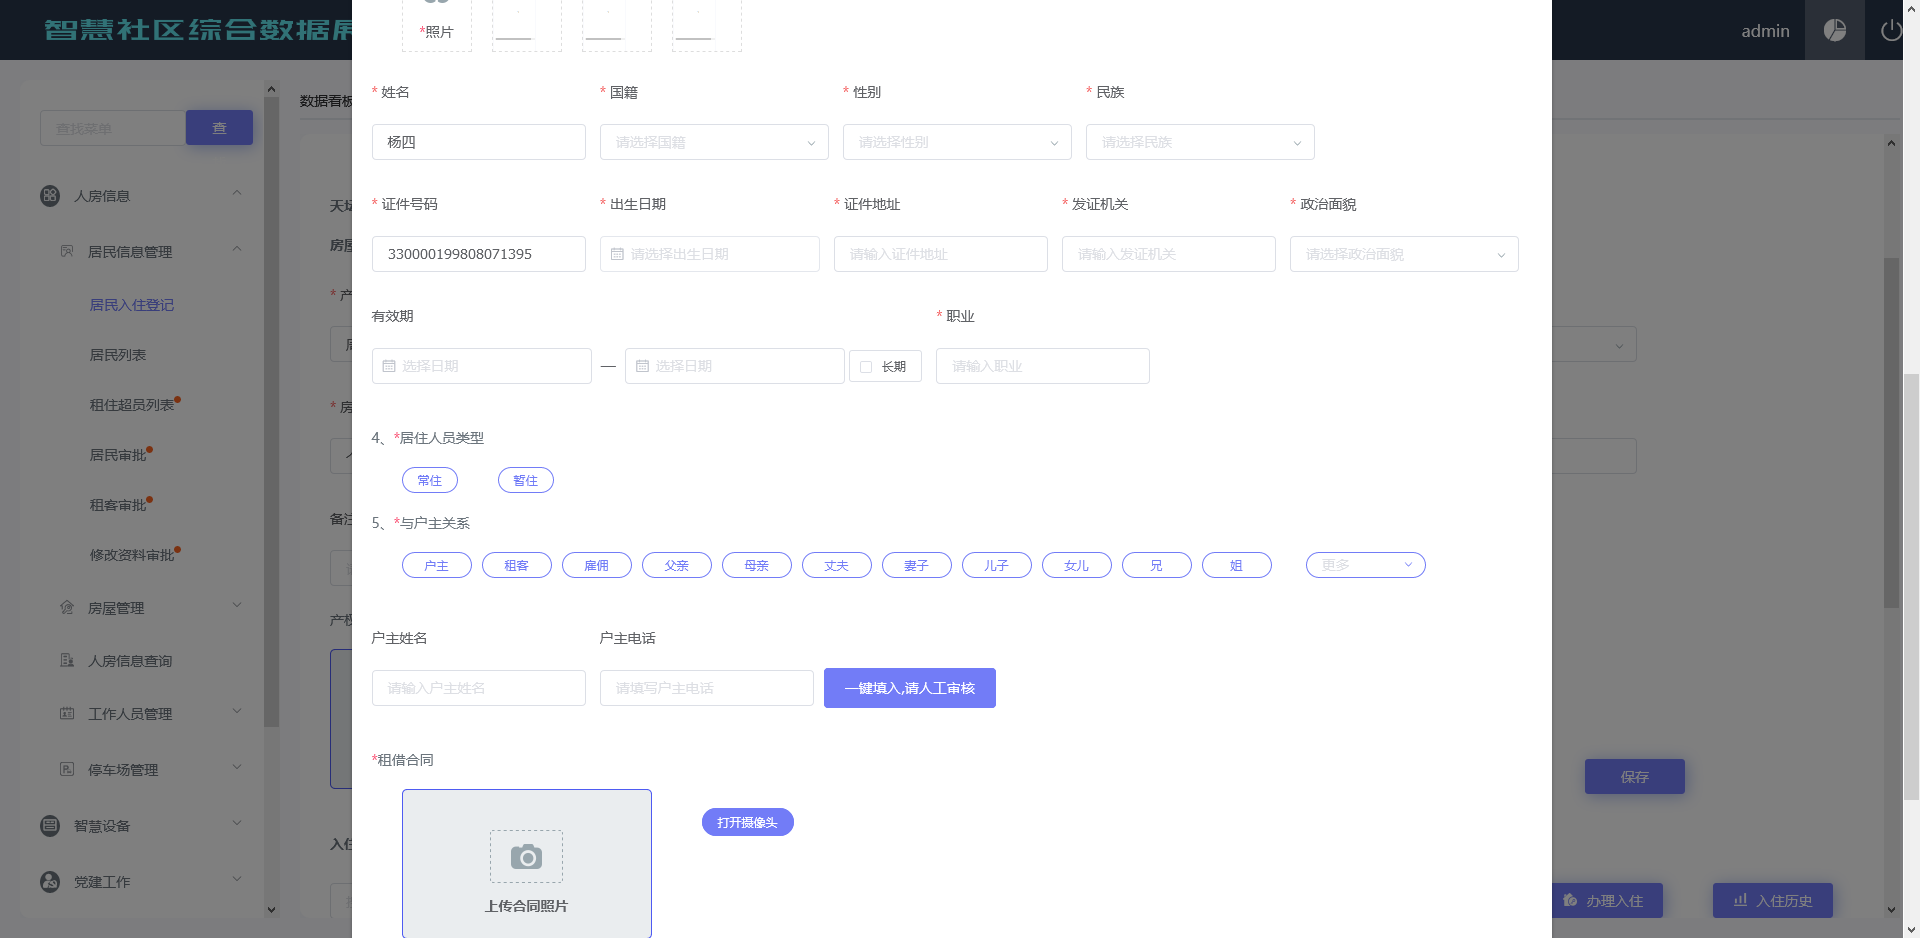 智慧社区综合数据展
admin
*照片
查找菜单
查
数据看板
人房信息
居民信息管理
居民入住登记
居民列表
租住超员列表
居民审批
租客审批
修改资料审批
房屋管理
人房信息查询
工作人员管理
停车场管理
智慧设备
党建工作
* 产
* 房
备注
入住
* 姓名
* 国籍
* 性别
* 民族
杨四
请选择国籍
请选择性别
请选择民族
* 证件号码
* 出生日期
* 证件地址
* 发证机关
* 政治面貌
330000199808071395
请选择出生日期
请输入证件地址
请输入发证机关
请选择政治面貌
有效期
* 职业
选择日期
—
选择日期
长期
请输入职业
4、*居住人员类型
常住
暂住
5、*与户主关系
户主
租客
雇佣
父亲
母亲
丈夫
妻子
儿子
女儿
兄
姐
更多
户主姓名
户主电话
请输入户主姓名
请填写户主电话
一键填入,请人工审核
*租借合同
上传合同照片
打开摄像头
保存
办理入住
入住历史